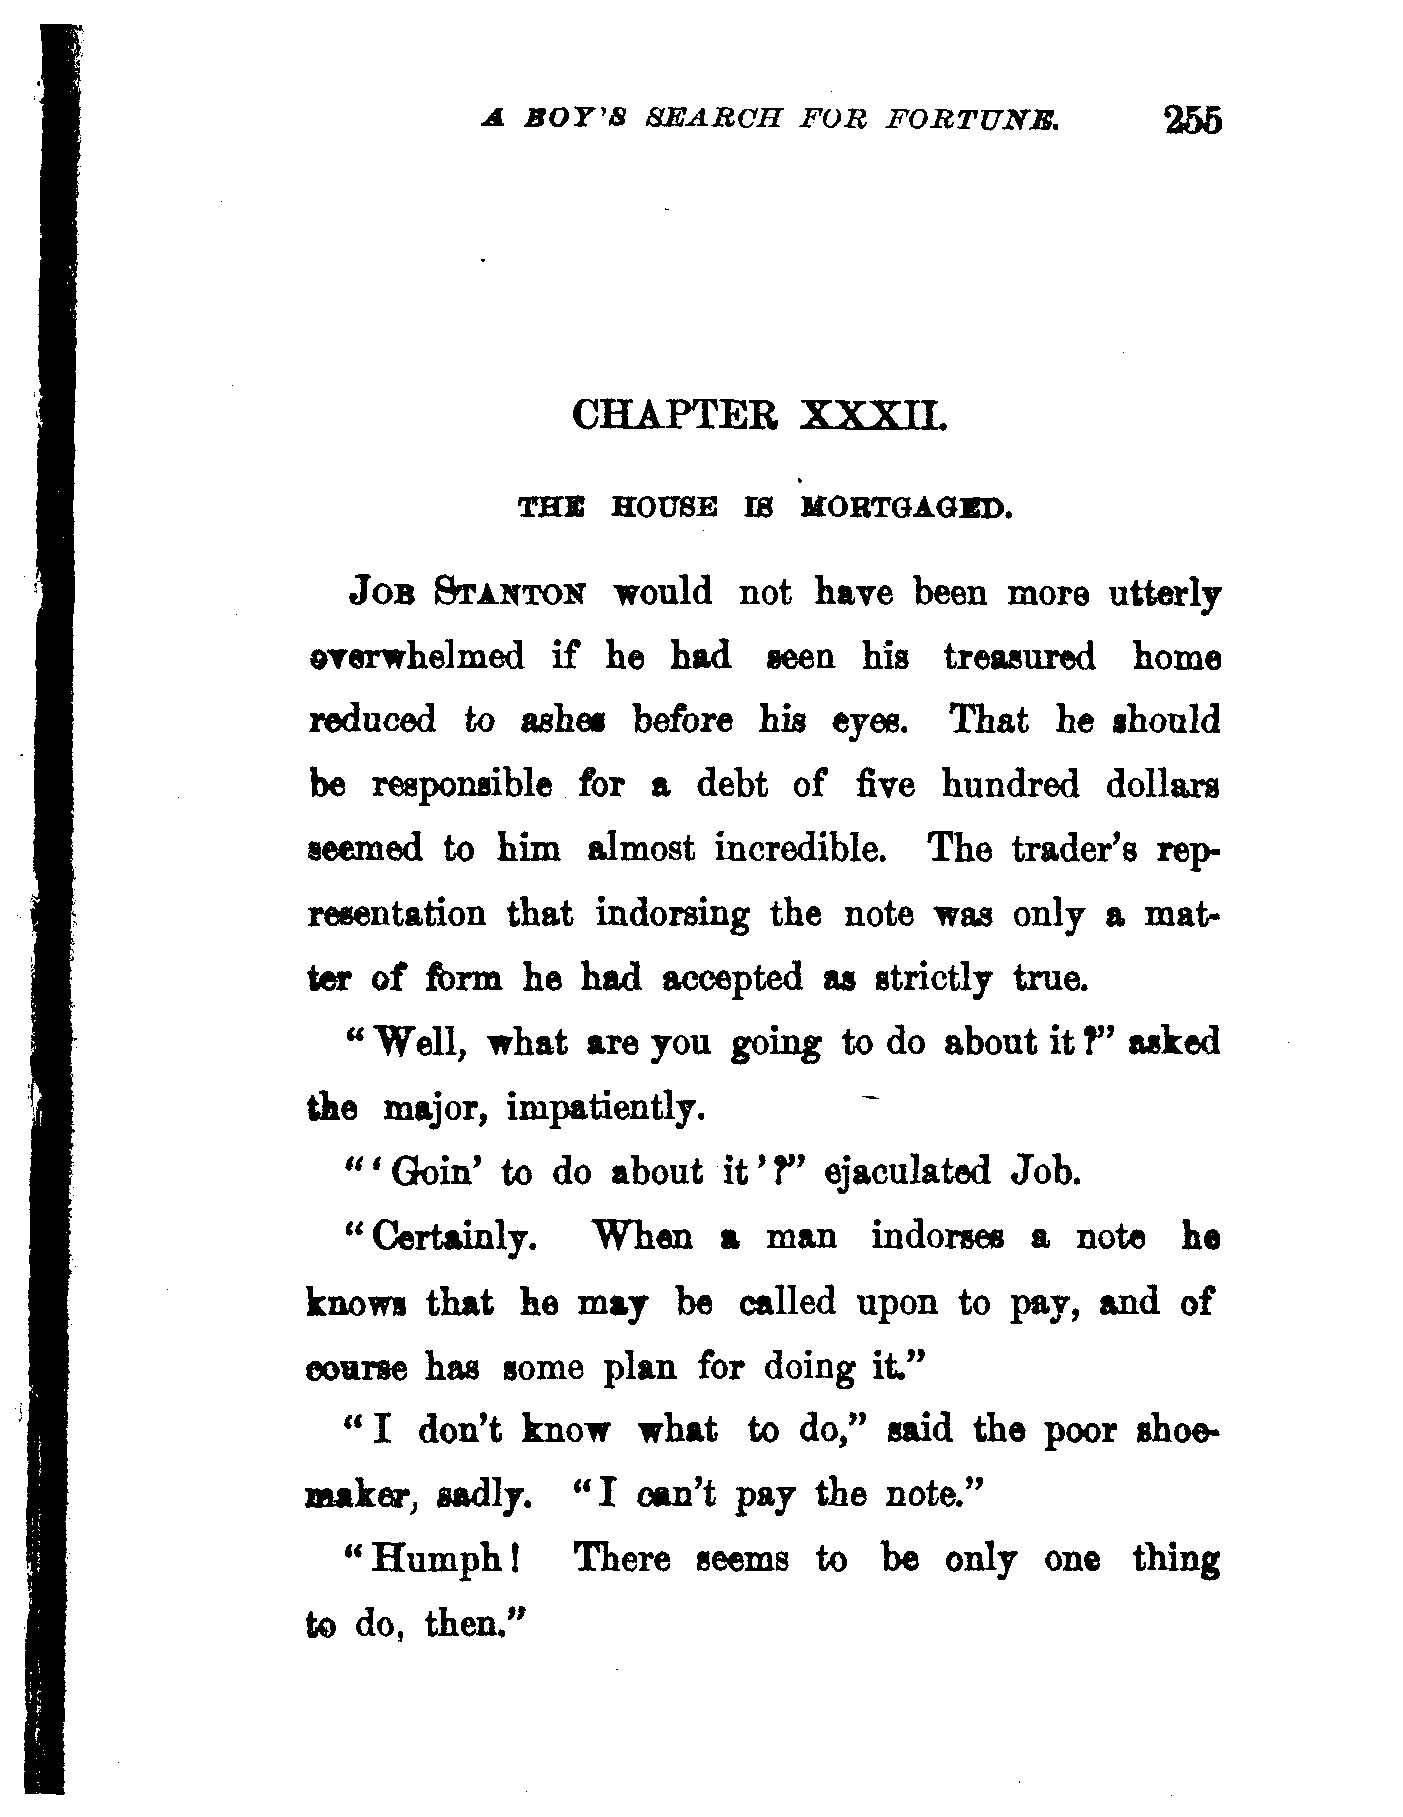 A BOY'S SEARCH FOR FORTUNE. 255
CHAPTER XXXII.
THE HOUSE IS MORTGAGED.
JOB STANTON would not have been more utterly
overwhelmed if he had seen his treasured home
reduced to ashes before his eyes. That he should
be responsible for a debt of five hundred dollars
seemed to him almost incredible. The trader's rep-
resentation that indorsing the note was only a mat-
ter of form he had accepted as strictly true.
“Well, what are you going to do about it?” asked
the major, impatiently.
“‘Goin’ to do about it’?” ejaculated Job.
“Certainly. When a man indorses a note he
knows that he may be called upon to pay, and of
course has some plan for doing it.”
“I don't know what to do,” said the poor shoe-
maker, sadly. “I can't pay the note.”
“Humph! There seems to be only one thing
to do, then.”